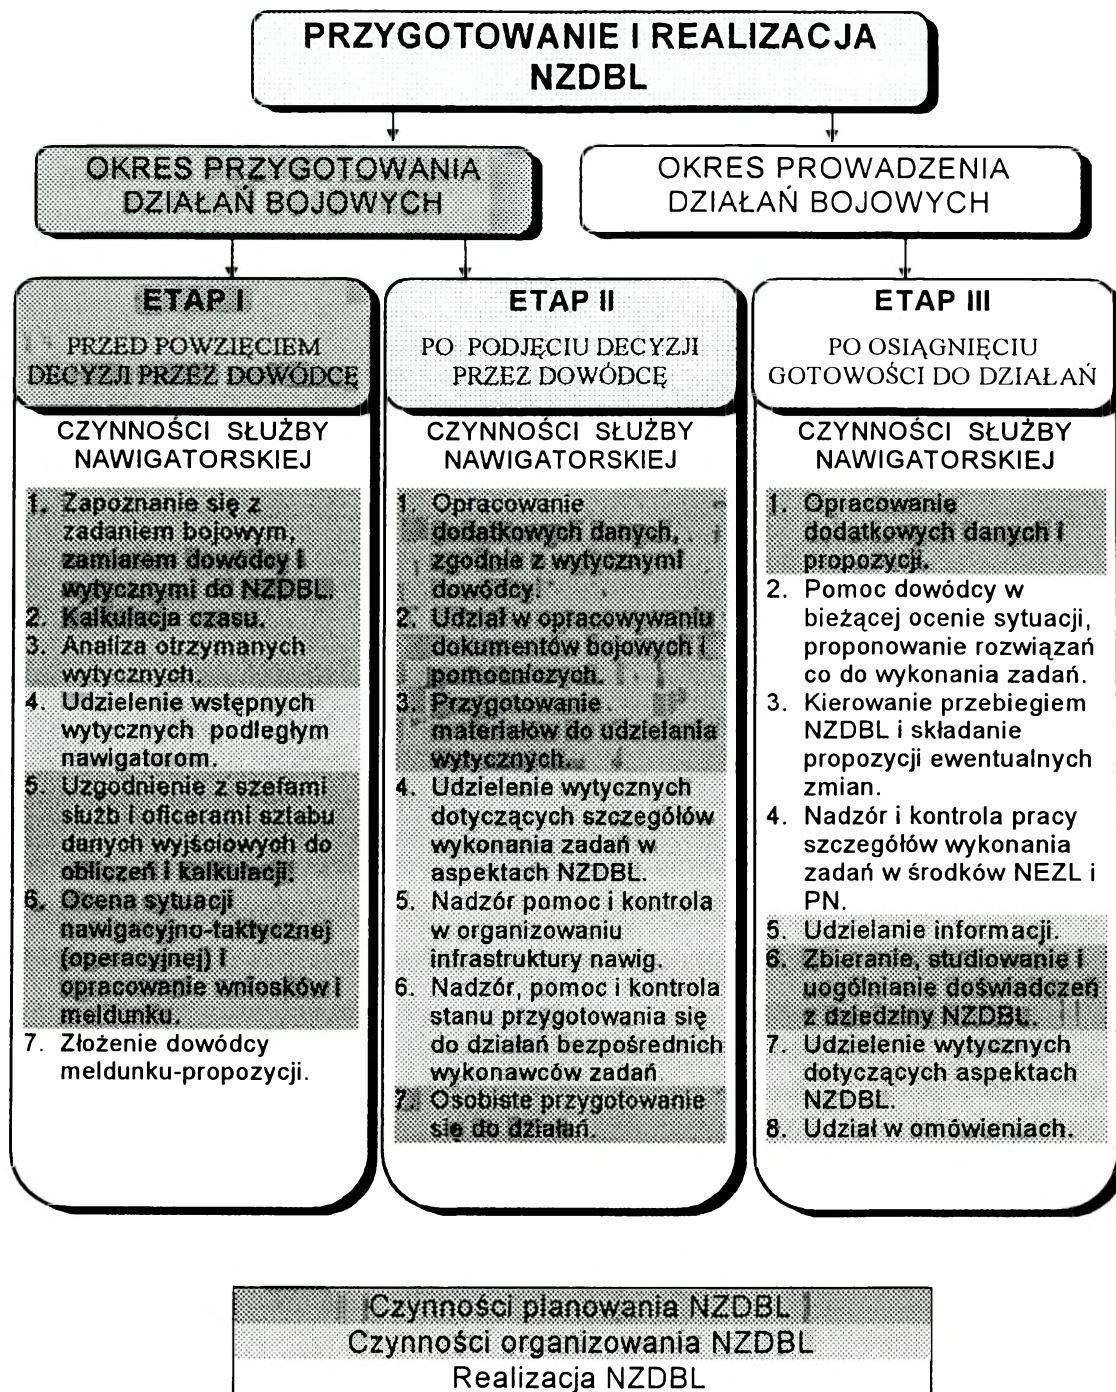 PRZYGOTOWANIE I REALIZACJA
NZDBL
OKRES PRZYGOTOWANIA
DZIAŁAŃ BOJOWYCH
OKRES PROWADZENIA
DZIAŁAŃ BOJOWYCH
ETAP I
PRZED POWZIĘCIEM
DECYZJI PRZEZ DOWÓDCĘ
CZYNNOŚCI SŁUŻBY
NAWIGATORSKIEJ
1. Zapoznanie się z
zadaniem bojowym,
zamiarem dowódcy i
wytycznymi do NZDBL.
2. Kalkulacja czasu.
3. Analiza otrzymanych
wytycznych.
4. Udzielenie wstępnych
wytycznych podległym
nawigatorom.
5. Uzgodnienie z szefami
służb i oficerami sztabu
danych wyjściowych do
obliczeń i kalkulacji.
6. Ocena sytuacji
nawigacyjno-taktycznej
(operacyjnej) i
opracowanie wniosków i
meldunku.
7. Złożenie dowódcy
meldunku-propozycji.
ETAP II
PO PODJĘCIU DECYZJI
PRZEZ DOWÓDCĘ
CZYNNOŚCI SŁUŻBY
NAWIGATORSKIEJ
1. Opracowanie
dodatkowych danych,
zgodnie z wytycznymi
dowódcy.
2. Udział w opracowywaniu
dokumentów bojowych i
pomocniczych.
3. Przygotowanie
materiałów do udzielania
wytycznych.
4. Udzielenie wytycznych
dotyczących szczegółów
wykonania zadań w
aspektach NZDBL.
5. Nadzór pomoc i kontrola
w organizowaniu
infrastruktury nawig.
6. Nadzór, pomoc i kontrola
stanu przygotowania się
do działań bezpośrednich
wykonawców zadań
7. Osobiste przygotowanie
się do działań.
ETAP III
PO OSIĄGNIĘCIU
GOTOWOŚCI DO DZIAŁAŃ
CZYNNOŚCI SŁUŻBY
NAWIGATORSKIEJ
1. Opracowanie
dodatkowych danych i
propozycji.
2. Pomoc dowódcy w
bieżącej ocenie sytuacji,
proponowanie rozwiązań
co do wykonania zadań.
3. Kierowanie przebiegiem
NZDBL i składanie
propozycji ewentualnych
zmian.
4. Nadzór i kontrola pracy
szczegółów wykonania
zadań w środków NEZL i
PN.
5. Udzielanie informacji.
6. Zbieranie, studiowanie i
uogólnianie doświadczeń
z dziedziny NZDBL.
7. Udzielenie wytycznych
dotyczących aspektach
NZDBL.
8. Udział w omówieniach.
Czynności planowania NZDBL
Czynności organizowania NZDBL
Realizacja NZDBL